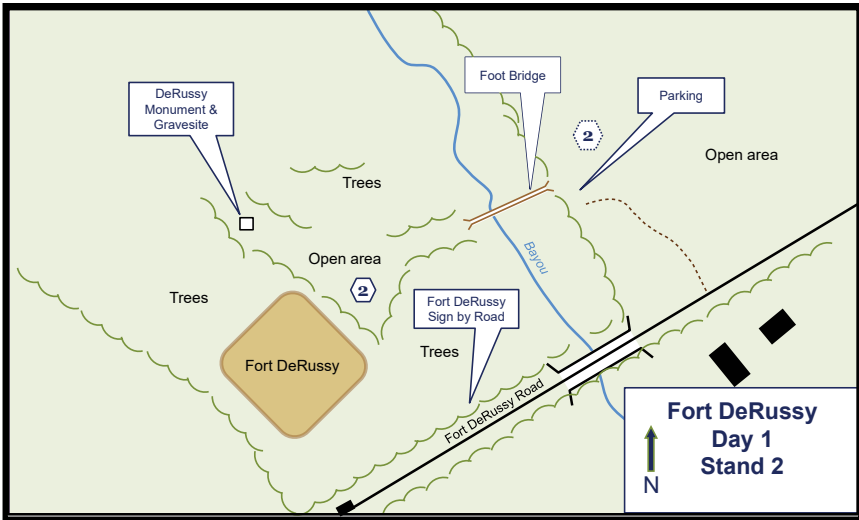 Foot Bridge
DeRussy
Monument &
Gravesite
Parking
2
Open area
Trees
Open area
Bayou
2
Trees
Fort DeRussy
Sign by Road
Trees
Fort DeRussy
Fort DeRussy Road
Fort DeRussy
Day 1
Stand 2
N